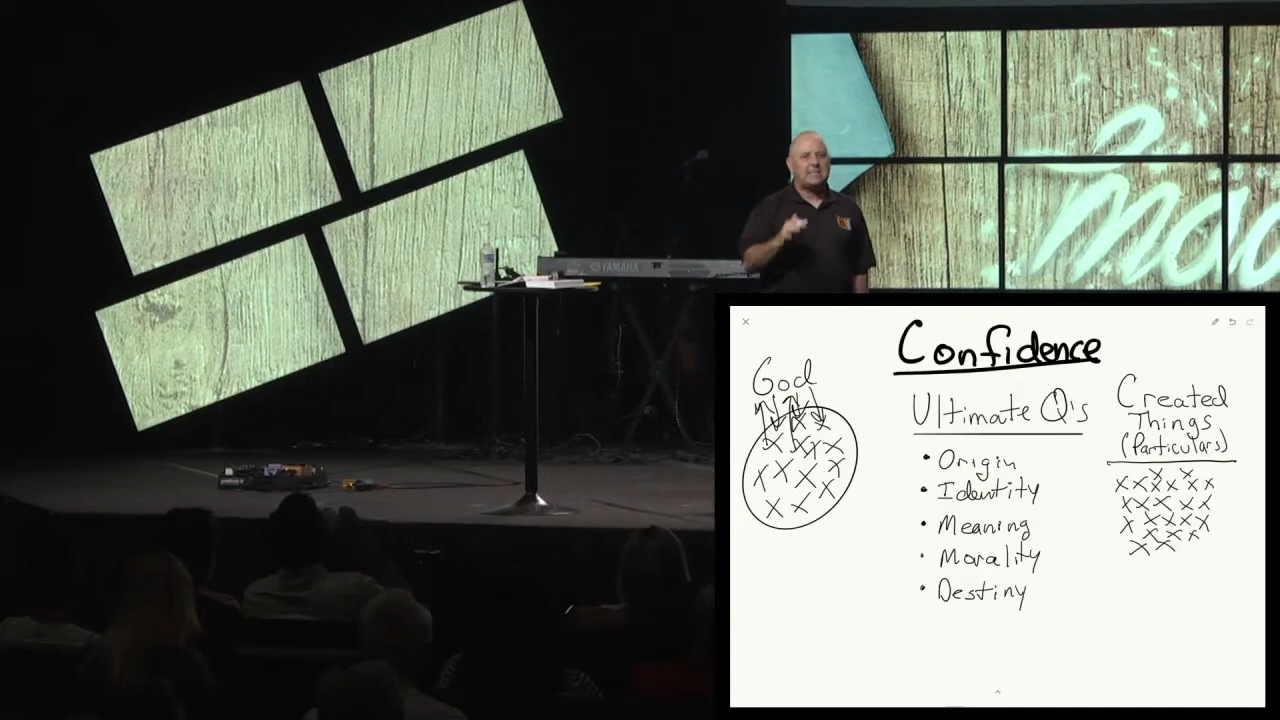 YAMAHA
Confidence
God
Ultimate Q's
• Origin
• Identity
• Meaning
• Morality
• Destiny
Created
Things
(Particulars)